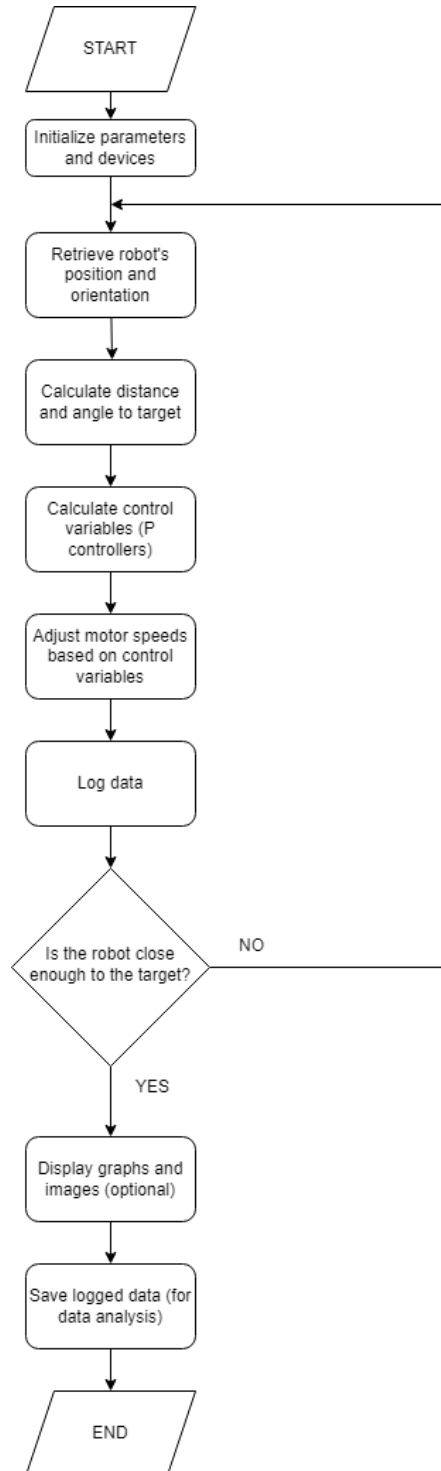 START
Initialize parameters
and devices
Retrieve robot's
position and
orientation
Calculate distance
and angle to target
Calculate control
variables (P
controllers)
Adjust motor speeds
based on control
variables
Log data
Is the robot close
enough to the target?
NO
YES
Display graphs and
images (optional)
Save logged data (for
data analysis)
END